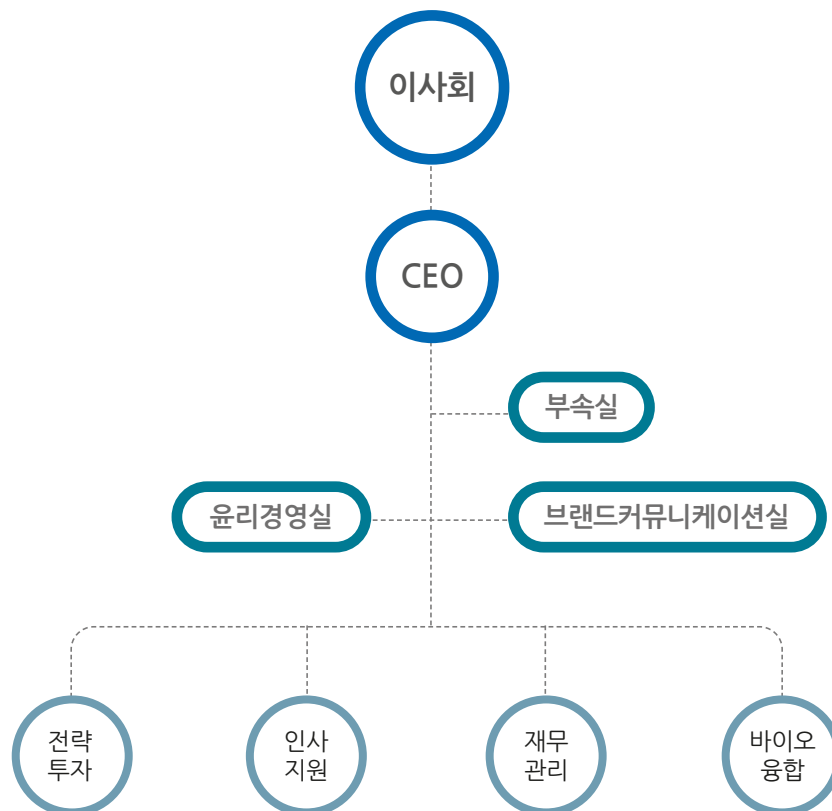 이사회
CEO
부속실
윤리경영실
브랜드커뮤니케이션실
전략
투자
인사
지원
재무
관리
바이오
융합